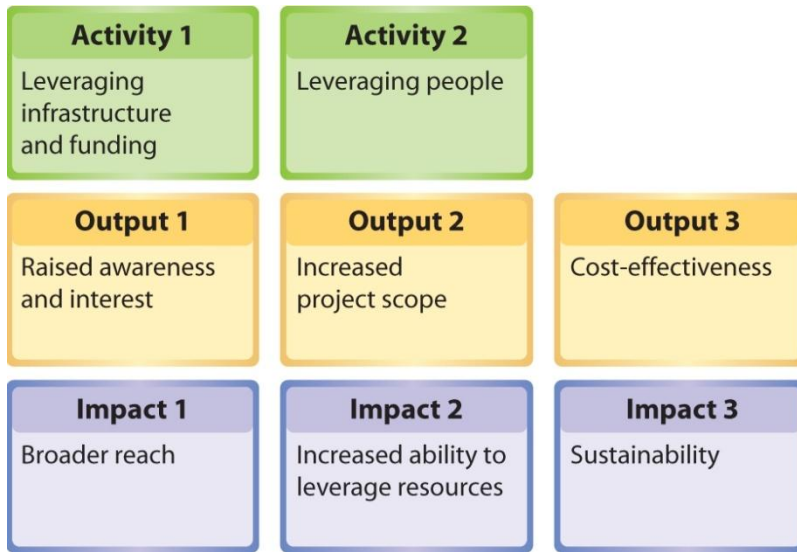 Activity 1
Leveraging
infrastructure
and funding
Activity 2
Leveraging people
Output 1
Raised awareness
and interest
Output 2
Increased
project scope
Output 3
Cost-effectiveness
Impact 1
Broader reach
Impact 2
Increased ability to
leverage resources
Impact 3
Sustainability